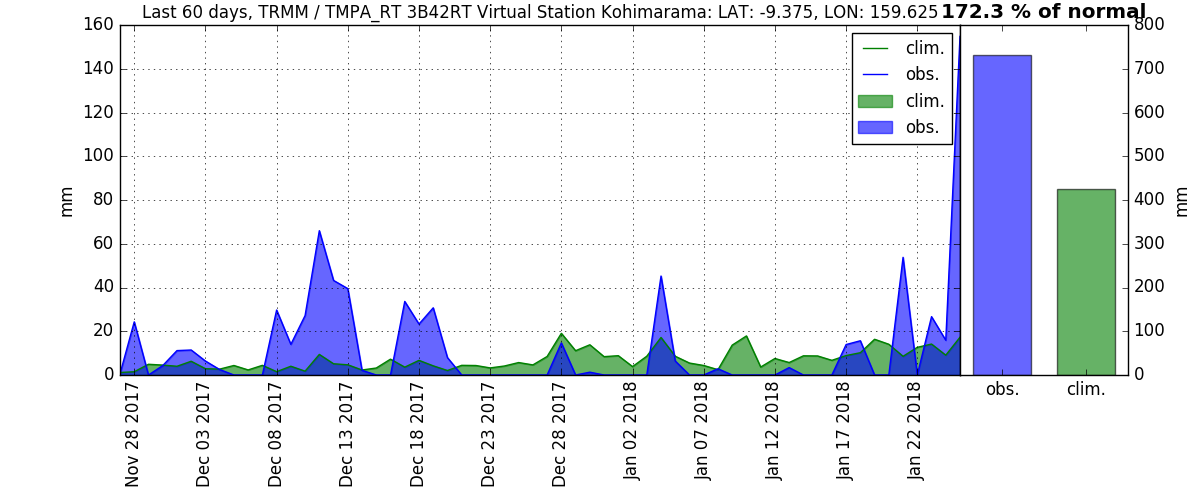 Last 60 days, TRMM / TMPA_RT 3B42RT Virtual Station Kohimarama: LAT: -9.375, LON: 159.625 172.3 % of normal
160
140
120
100
80
60
40
20
0
mm
clim.
obs.
clim.
obs.
800
700
600
500
400
300
200
100
0
mm
Nov 28 2017
Dec 03 2017
Dec 08 2017
Dec 13 2017
Dec 18 2017
Dec 23 2017
Dec 28 2017
Jan 02 2018
Jan 07 2018
Jan 12 2018
Jan 17 2018
Jan 22 2018
obs.
clim.